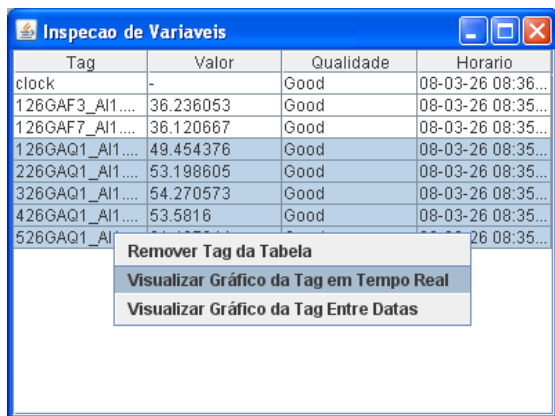 Inspecao de Variaveis
Tag Valor Qualidade Horario
clock - Good 08-03-26 08:36...
126GAF3_AI1.... 36.236053 Good 08-03-26 08:35...
126GAF7_AI1.... 36.120667 Good 08-03-26 08:35...
126GAQ1_AI1.... 49.454376 Good 08-03-26 08:35...
226GAQ1_AI1.... 53.198605 Good 08-03-26 08:35...
326GAQ1_AI1.... 54.270573 Good 08-03-26 08:35...
426GAQ1_AI1.... 53.5816 Good 08-03-26 08:35...
526GAQ1_AI1.... 26 08:35...
Remover Tag da Tabela
Visualizar Gráfico da Tag em Tempo Real
Visualizar Gráfico da Tag Entre Datas